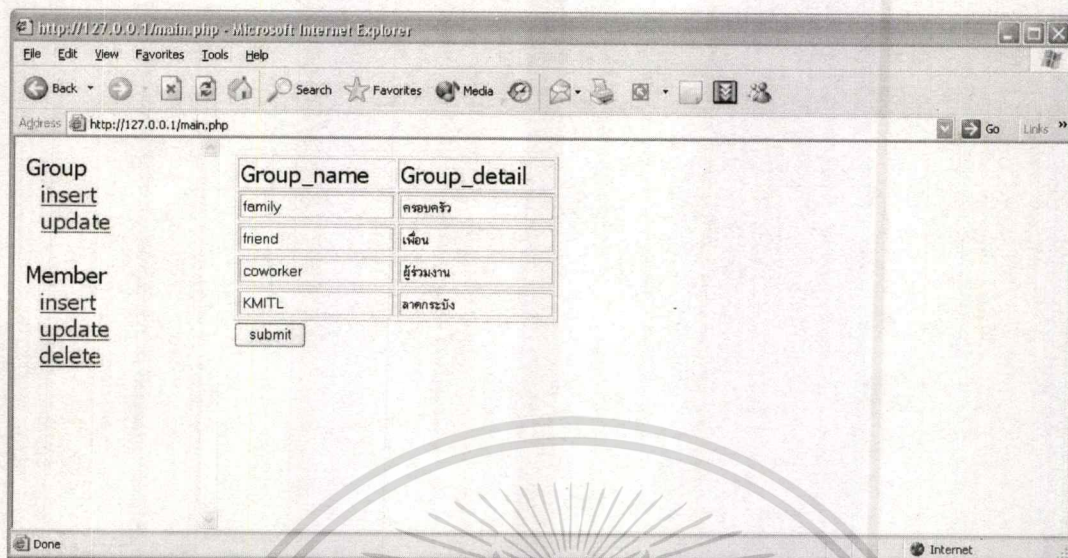 http://127.0.0.1/main.php - Microsoft Internet Explorer
File Edit View Favorites Tools Help
Back Search Favorites Media
Address http://127.0.0.1/main.php Go Links »
Group
insert
update
Member
insert
update
delete
Group_name Group_detail
family ครอบครัว
friend เพื่อน
coworker ผู้ร่วมงาน
KMITL ลาดกระบัง
submit
Done Internet